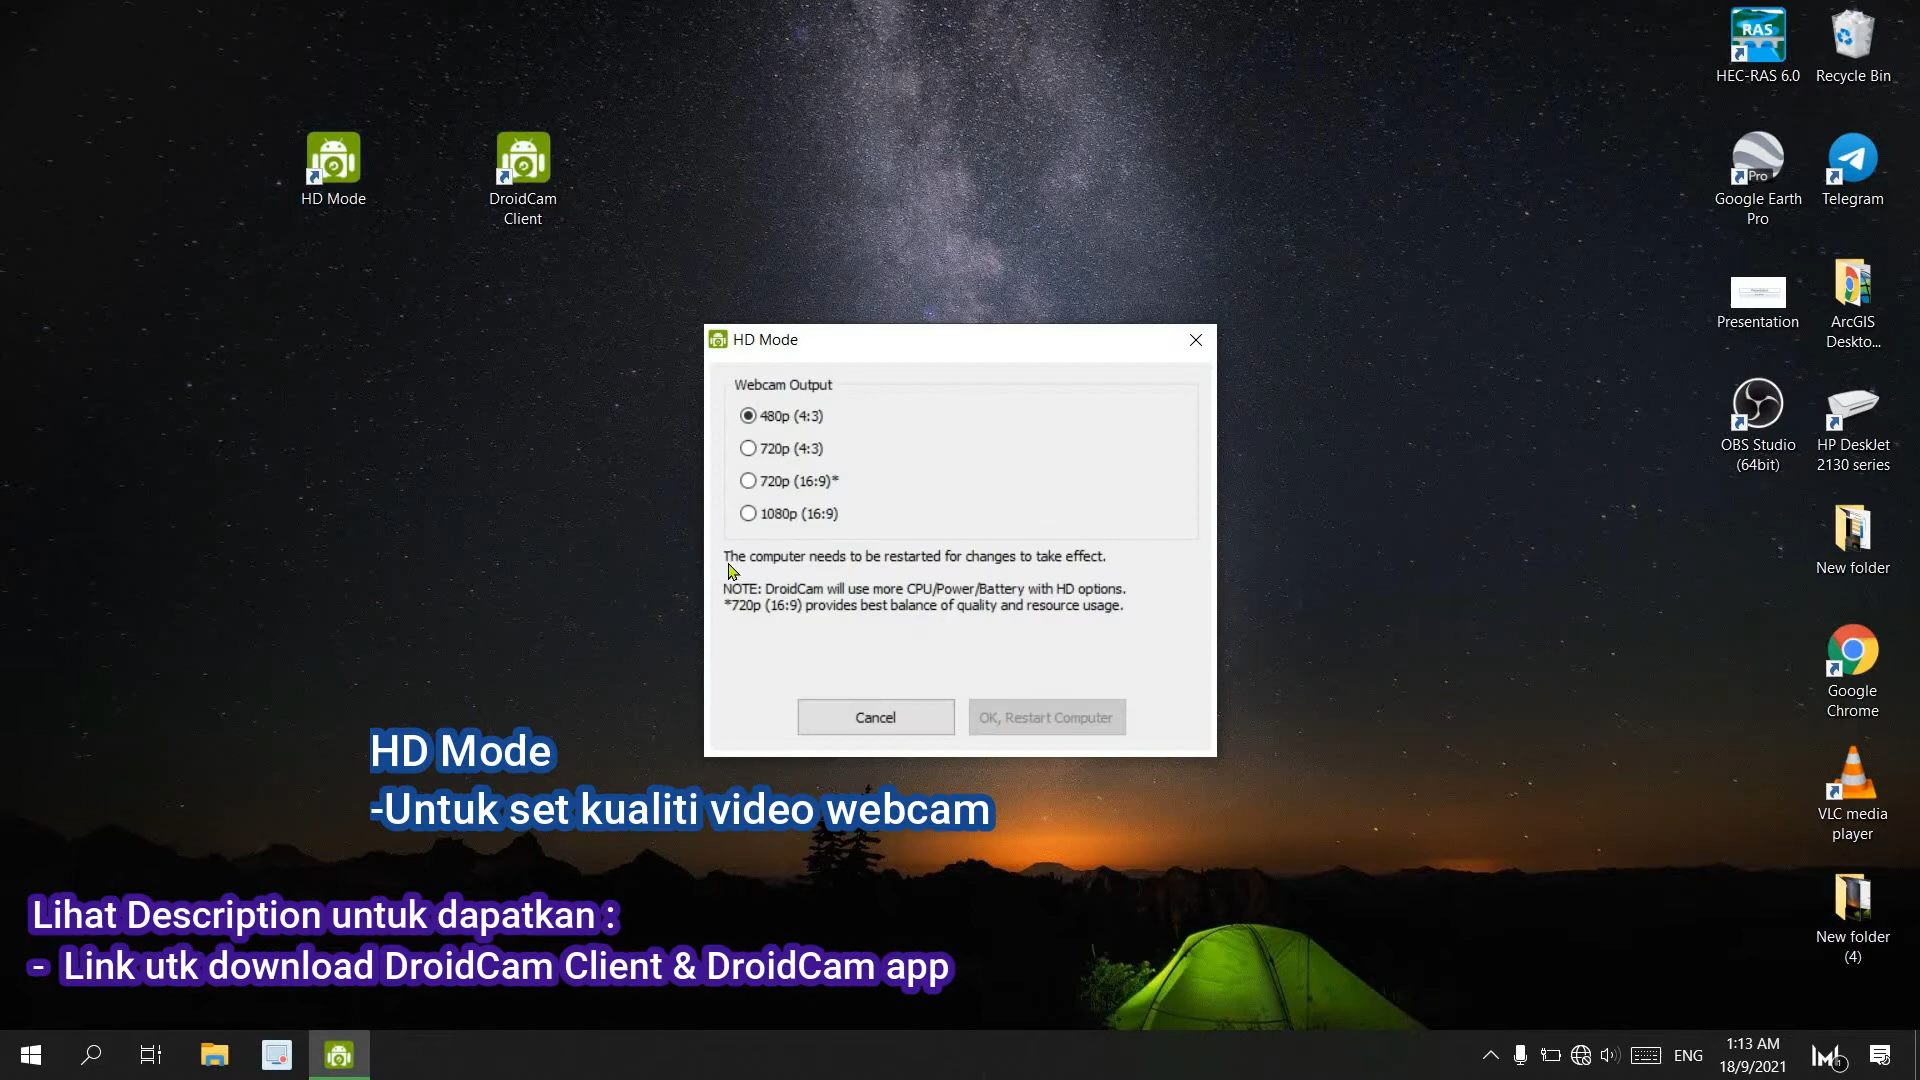 HEC-RAS 6.0
Recycle Bin
HD Mode
DroidCam
Client
Google Earth
Pro
Telegram
Presentation
ArcGIS
Deskto...
OBS Studio
(64bit)
HP DeskJet
2130 series
New folder
Google
Chrome
VLC media
player
New folder
(4)
RAS
Pro
HD Mode
Webcam Output
480p (4:3)
720p (4:3)
720p (16:9)*
1080p (16:9)
The computer needs to be restarted for changes to take effect.
NOTE: DroidCam will use more CPU/Power/Battery with HD options.
*720p (16:9) provides best balance of quality and resource usage.
Cancel
OK, Restart Computer
HD Mode
-Untuk set kualiti video webcam
Lihat Description untuk dapatkan :
- Link utk download DroidCam Client & DroidCam app
ENG
1:13 AM
18/9/2021